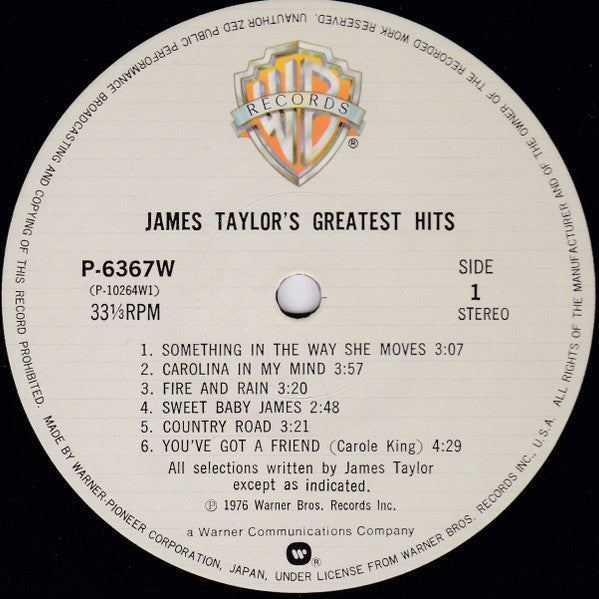 WB
RECORDS
®
JAMES TAYLOR'S GREATEST HITS
P-6367W
(P-10264W1)
33⅓RPM
SIDE
1
STEREO
1. SOMETHING IN THE WAY SHE MOVES 3:07
2. CAROLINA IN MY MIND 3:57
3. FIRE AND RAIN 3:20
4. SWEET BABY JAMES 2:48
5. COUNTRY ROAD 3:21
6. YOU'VE GOT A FRIEND (Carole King) 4:29
All selections written by James Taylor
except as indicated.
℗ 1976 Warner Bros. Records Inc.
a Warner Communications Company
W
®
ALL RIGHTS OF THE MANUFACTURER AND OF THE OWNER OF THE RECORDED WORK RESERVED. UNAUTHORIZED PUBLIC PERFORMANCE BROADCASTING AND COPYING OF THIS RECORD PROHIBITED.
MADE BY WARNER-PIONEER CORPORATION, JAPAN, UNDER LICENSE FROM WARNER BROS. RECORDS INC., U.S.A.